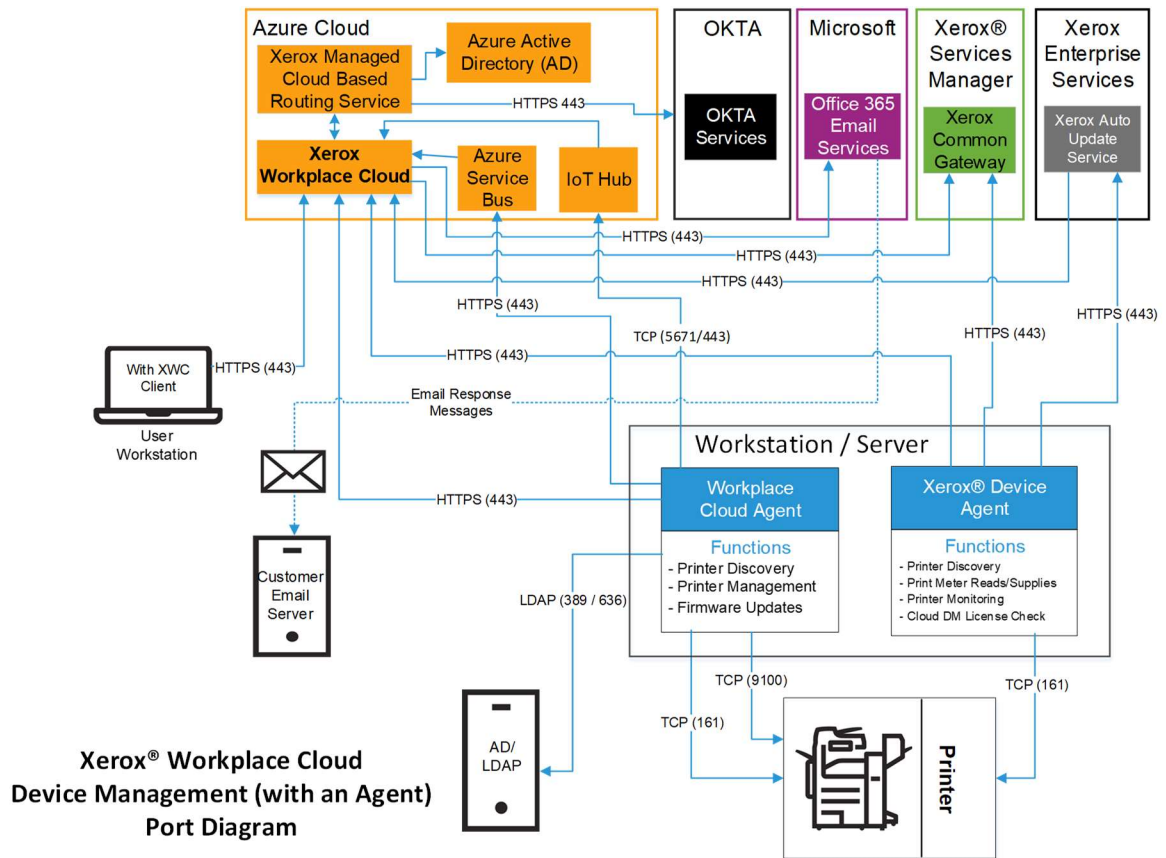 Azure Cloud
Xerox Managed
Cloud Based
Routing Service
Azure Active
Directory (AD)
HTTPS 443
Xerox
Workplace Cloud
Azure
Service
Bus
IoT Hub
OKTA
OKTA
Services
Microsoft
Office 365
Email
Services
Xerox®
Services
Manager
Xerox
Common
Gateway
Xerox
Enterprise
Services
Xerox Auto
Update
Service
HTTPS (443)
HTTPS (443)
HTTPS (443)
HTTPS (443)
TCP (5671/443)
HTTPS (443)
HTTPS (443)
HTTPS (443)
With XWC
Client
HTTPS (443)
User
Workstation
Email Response
Messages
HTTPS (443)
Customer
Email
Server
Workstation / Server
Workplace
Cloud Agent
Functions
- Printer Discovery
- Printer Management
- Firmware Updates
Xerox® Device
Agent
Functions
- Printer Discovery
- Print Meter Reads/Supplies
- Printer Monitoring
- Cloud DM License Check
LDAP (389 / 636)
TCP (9100)
TCP (161)
TCP (161)
AD/
LDAP
Printer
Xerox® Workplace Cloud
Device Management (with an Agent)
Port Diagram